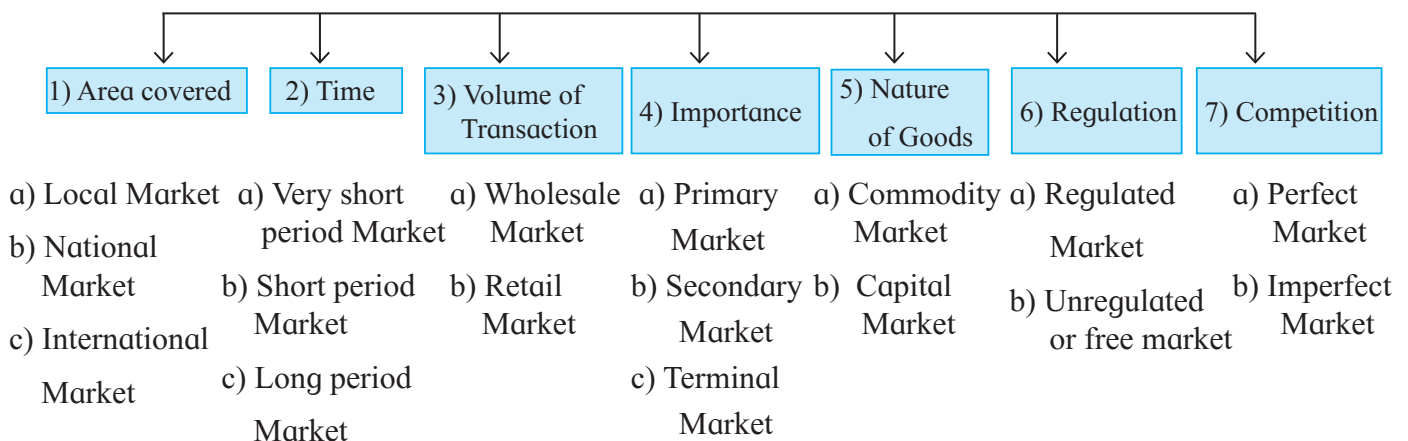 1) Area covered
2) Time
3) Volume of
Transaction
4) Importance
5) Nature
of Goods
6) Regulation
7) Competition
a) Local Market
b) National
Market
c) International
Market
a) Very short
period Market
b) Short period
Market
c) Long period
Market
a) Wholesale
Market
b) Retail
Market
a) Primary
Market
b) Secondary
Market
c) Terminal
Market
a) Commodity
Market
b) Capital
Market
a) Regulated
Market
b) Unregulated
or free market
a) Perfect
Market
b) Imperfect
Market